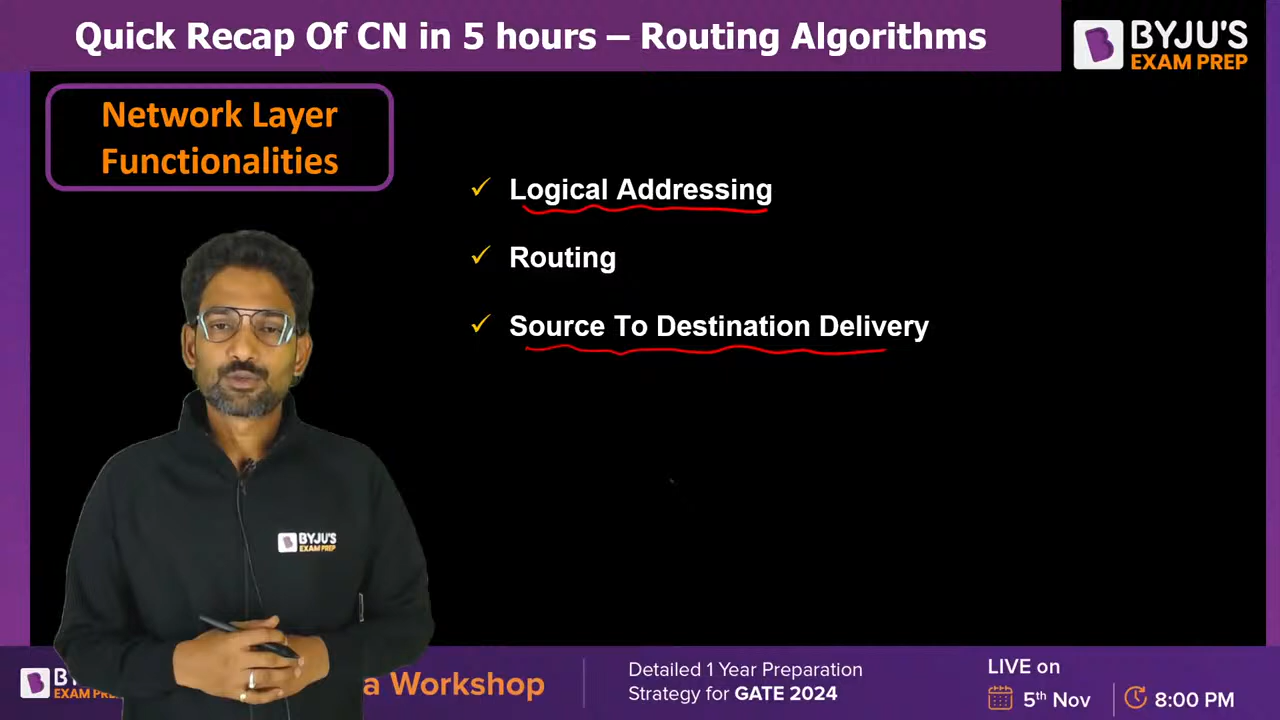 Quick Recap Of CN in 5 hours – Routing Algorithms
BYJU'S
EXAM PREP
Network Layer
Functionalities
✓ Logical Addressing
✓ Routing
✓ Source To Destination Delivery
BYJU'S
EXAM PREP
EXAM PRE
a Workshop
Detailed 1 Year Preparation
Strategy for GATE 2024
LIVE on
5th Nov
8:00 PM